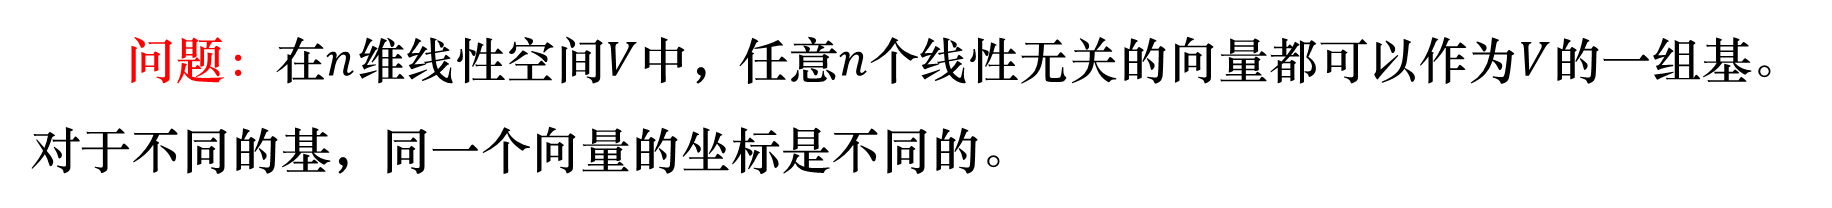 问题：在n维线性空间V中，任意n个线性无关的向量都可以作为V的一组基。
对于不同的基，同一个向量的坐标是不同的。